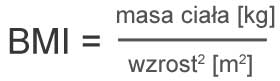 masa ciała [kg]
BMI =
wzrost² [m²]